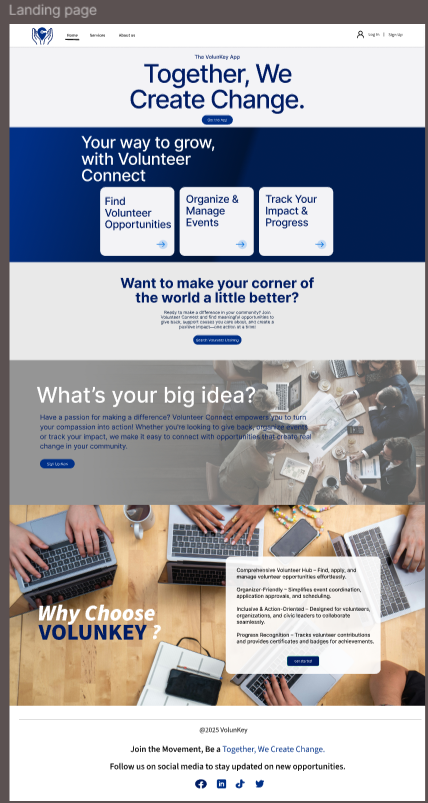 Landing page
Home Services About us Log In | Sign Up
The VolunKey App
Together, We
Create Change.
Your way to grow,
with Volunteer
Connect
Find
Volunteer
Opportunities
Organize &
Manage
Events
Track Your
Impact &
Progress
Want to make your corner of
the world a little better?
Ready to make a difference in your community? Join
Volunteer Connect and find meaningful opportunities to
give back, support causes you care about, and create a
positive impact—one action at a time!
What's your big idea?
Have a passion for making a difference? Volunteer Connect empowers you to turn
your compassion into action! Whether you're looking to give back, organize events
or track your impact, we make it easy to connect with opportunities that create real
change in your community.
Sign Up Now
Why Choose
VOLUNKEY ?
Comprehensive Volunteer Hub – Find, apply, and
manage volunteer opportunities effortlessly.
Organizer-Friendly – Simplifies event coordination,
application approvals, and scheduling.
Inclusive & Action-Oriented – Designed for volunteers,
organizations, and civic leaders to collaborate
seamlessly.
Progress Recognition – Tracks volunteer contributions
and provides certificates and badges for achievements.
Get Started
@2025 VolunKey
Join the Movement, Be a Together, We Create Change.
Follow us on social media to stay updated on new opportunities.